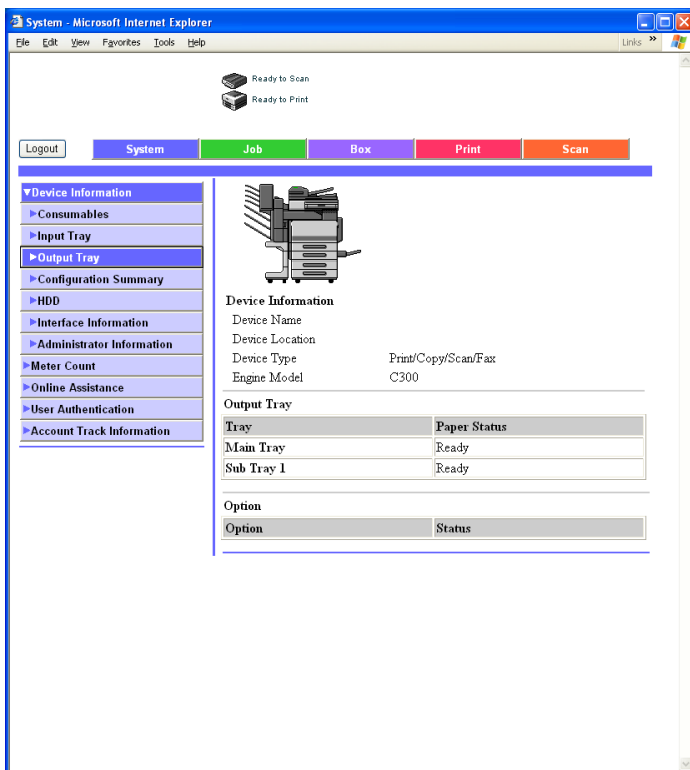 System - Microsoft Internet Explorer
File Edit View Favorites Tools Help
Links »
Ready to Scan
Ready to Print
Logout
System Job Box Print Scan
▼Device Information
►Consumables
►Input Tray
►Output Tray
►Configuration Summary
►HDD
►Interface Information
►Administrator Information
►Meter Count
►Online Assistance
►User Authentication
►Account Track Information
Device Information
Device Name
Device Location
Device Type Print/Copy/Scan/Fax
Engine Model C300
Output Tray
Tray Paper Status
Main Tray Ready
Sub Tray 1 Ready
Option
Option Status